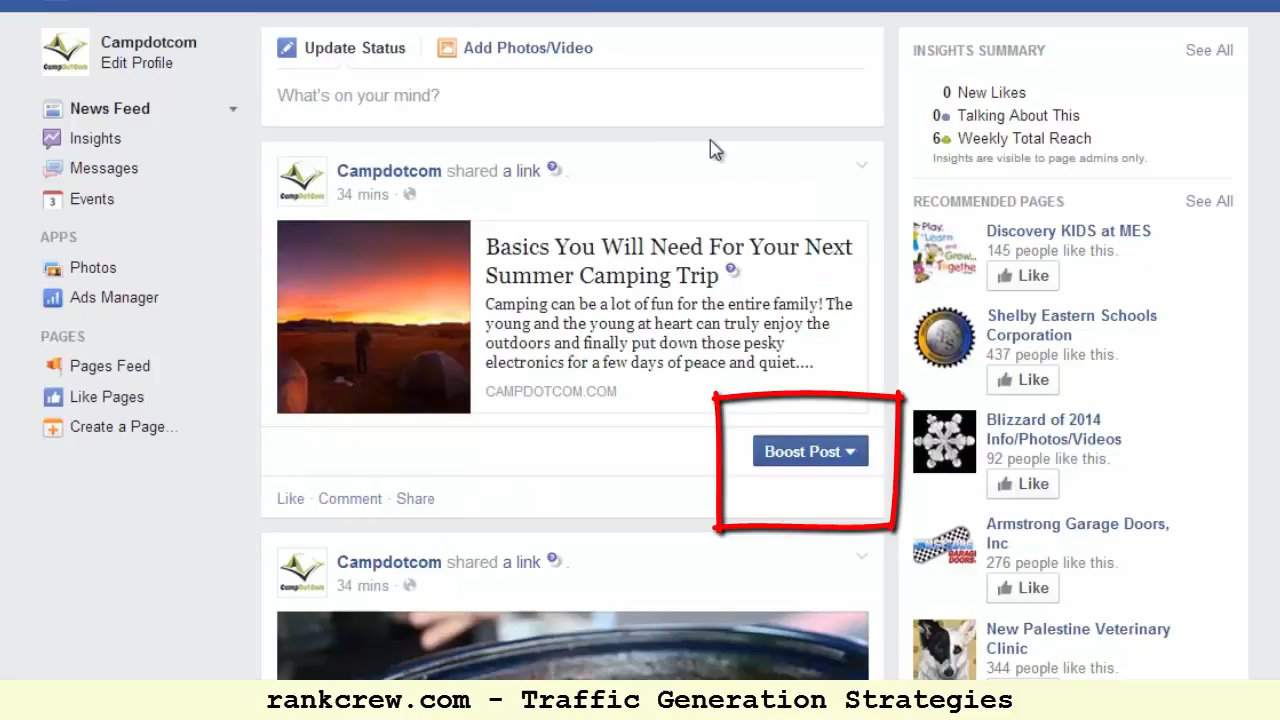 Campdotcom
Edit Profile
News Feed
Insights
Messages
3 Events
APPS
Photos
Ads Manager
PAGES
Pages Feed
Like Pages
Create a Page...
Update Status
Add Photos/Video
What's on your mind?
Campdotcom shared a link
34 mins ·
Basics You Will Need For Your Next
Summer Camping Trip
Camping can be a lot of fun for the entire family! The
young and the young at heart can truly enjoy the
outdoors and finally put down those pesky
electronics for a few days of peace and quiet....
CAMPDOTCOM.COM
Boost Post
Like · Comment · Share
Campdotcom shared a link
34 mins ·
INSIGHTS SUMMARY See All
0 New Likes
0 Talking About This
6 Weekly Total Reach
Insights are visible to page admins only.
RECOMMENDED PAGES See All
Play,
Learn
and
Grow...
Togethe
Discovery KIDS at MES
145 people like this.
Like
Shelby Eastern Schools
Corporation
437 people like this.
Like
Blizzard of 2014
Info/Photos/Videos
92 people like this.
Like
Armstrong Garage Doors,
Inc
276 people like this.
Like
New Palestine Veterinary
Clinic
344 people like this.
rankcrew.com - Traffic Generation Strategies